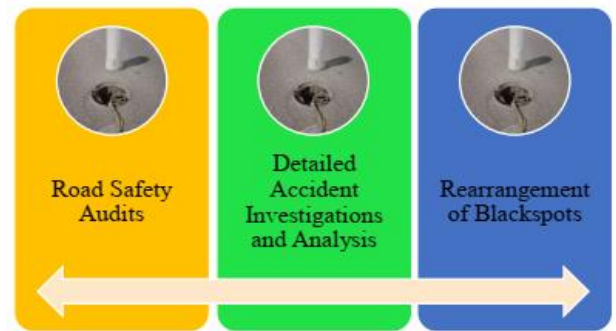 Road Safety
Audits
Detailed
Accident
Investigations
and Analysis
Rearrangement
of Blackspots